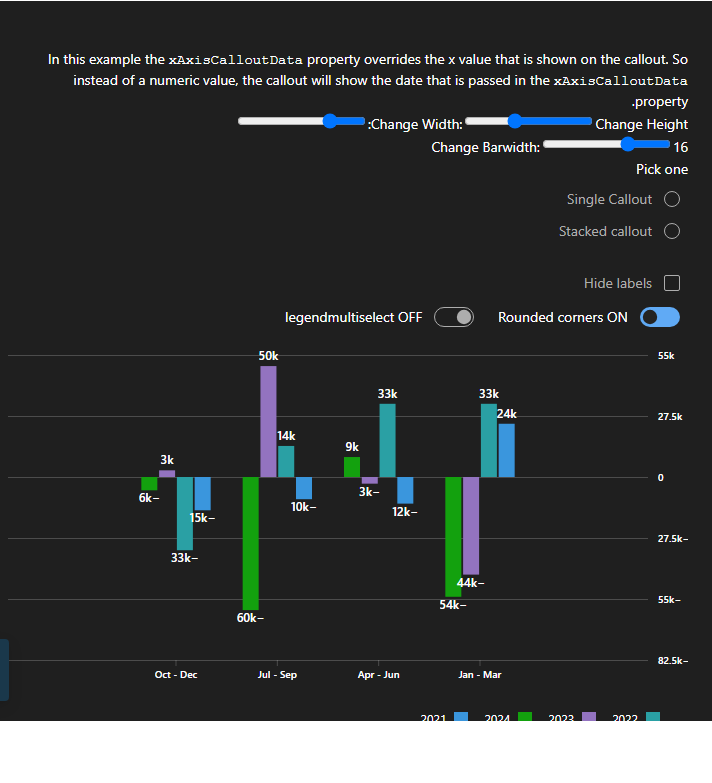 In this example the xAxisCalloutData property overrides the x value that is shown on the callout. So
instead of a numeric value, the callout will show the date that is passed in the xAxisCalloutData
.property
:Change Width: Change Height
Change Barwidth: 16
Pick one
Single Callout
Stacked callout
Hide labels
legendmultiselect OFF Rounded corners ON
50k 55k
33k 33k
24k 27.5k
14k
9k
3k
0
6k−
3k−
15k− 10k− 12k−
33k− 27.5k−
44k−
54k− 55k−
60k−
82.5k−
Oct - Dec Jul - Sep Apr - Jun Jan - Mar
2021 2024 2023 2022